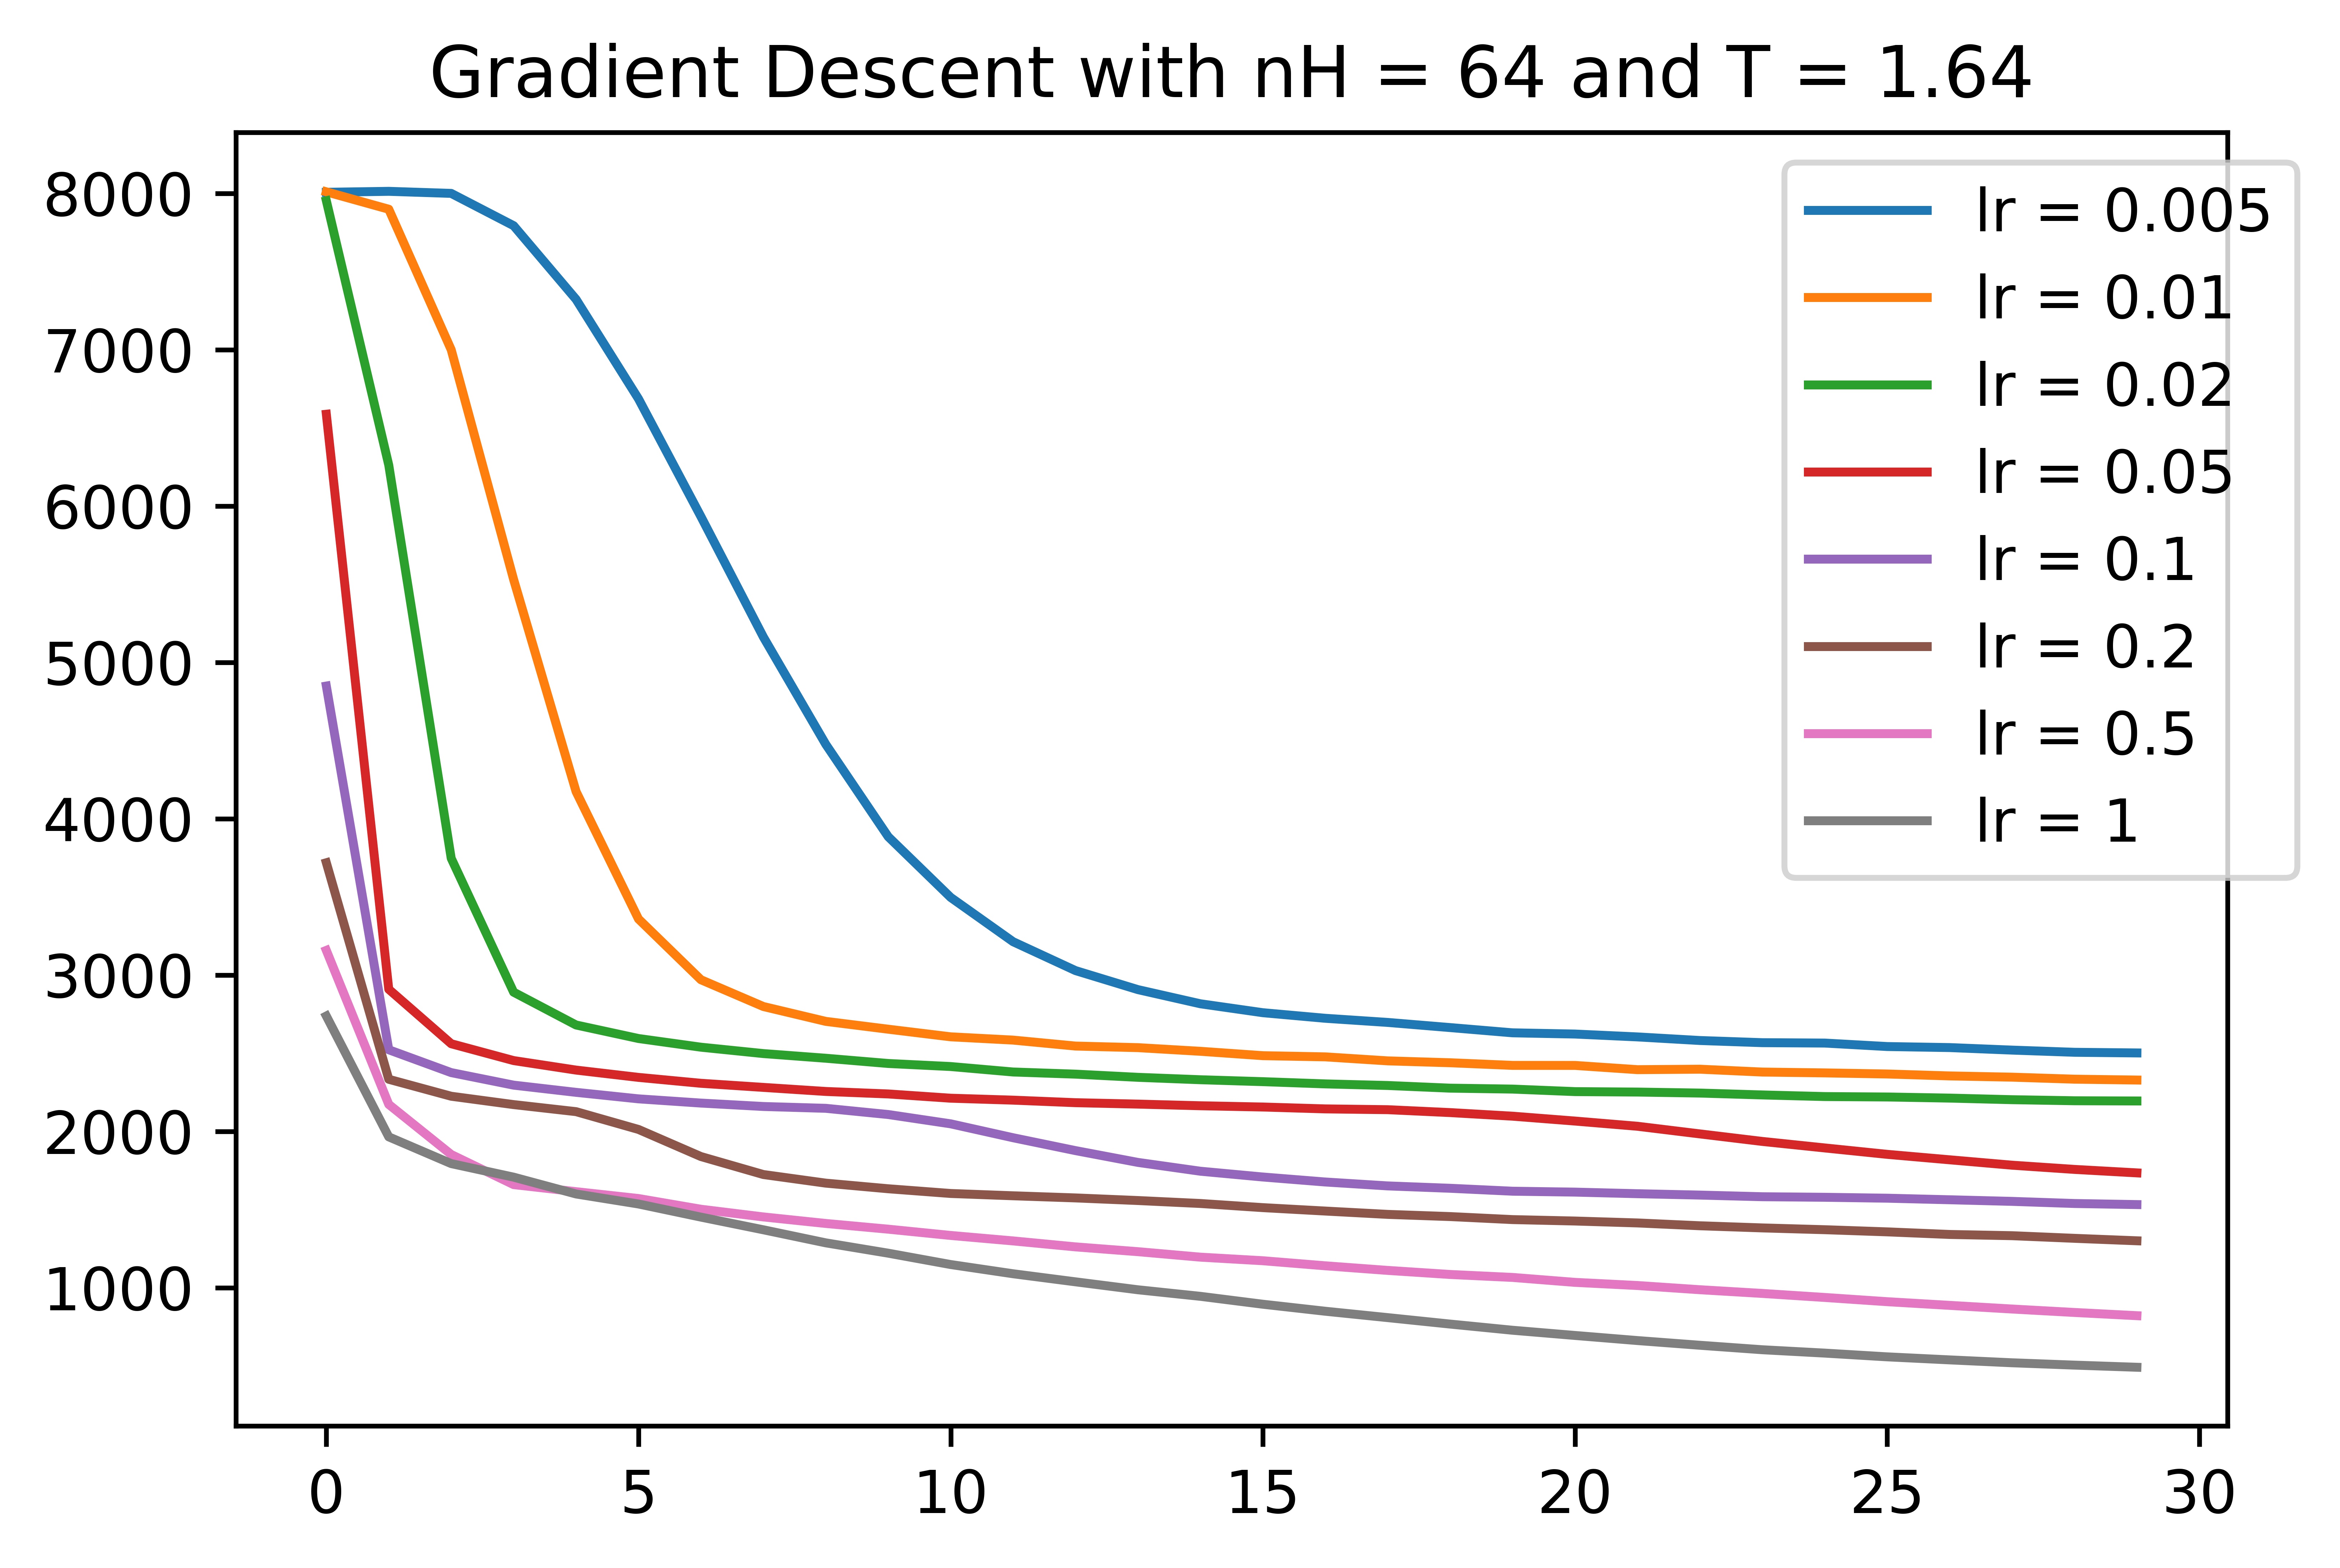 Gradient Descent with nH = 64 and T = 1.64
8000
7000
6000
5000
4000
3000
2000
1000
lr = 0.005
lr = 0.01
lr = 0.02
lr = 0.05
lr = 0.1
lr = 0.2
lr = 0.5
lr = 1
0 5 10 15 20 25 30